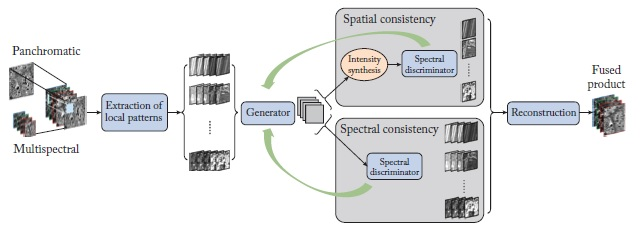 Spatial consistency
Panchromatic
Intensity
synthesis
Spectral
discriminator
Fused
product
Extraction of
local patterns
Generator
Reconstruction
Multispectral
Spectral consistency
Spectral
discriminator